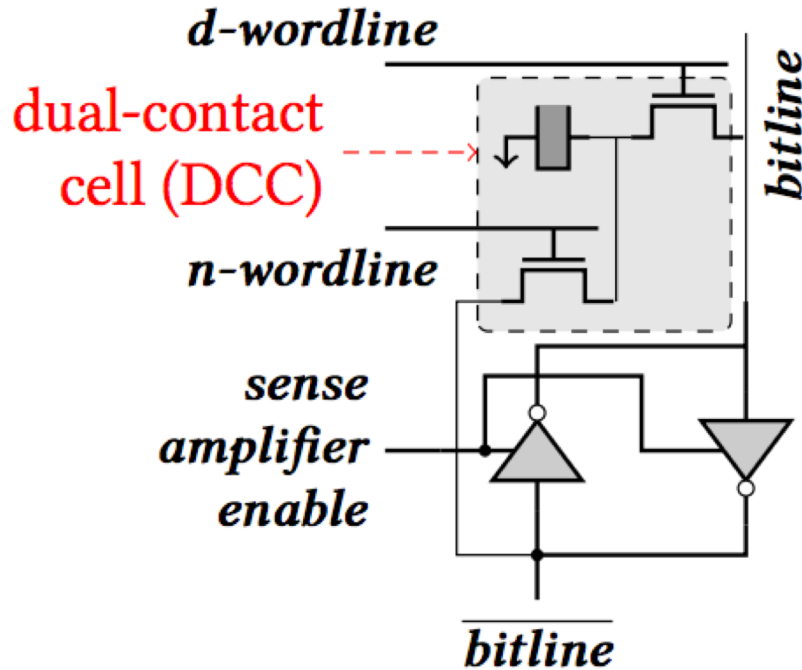 d-wordline
dual-contact
cell (DCC)
bitline
n-wordline
sense
amplifier
enable
bitline